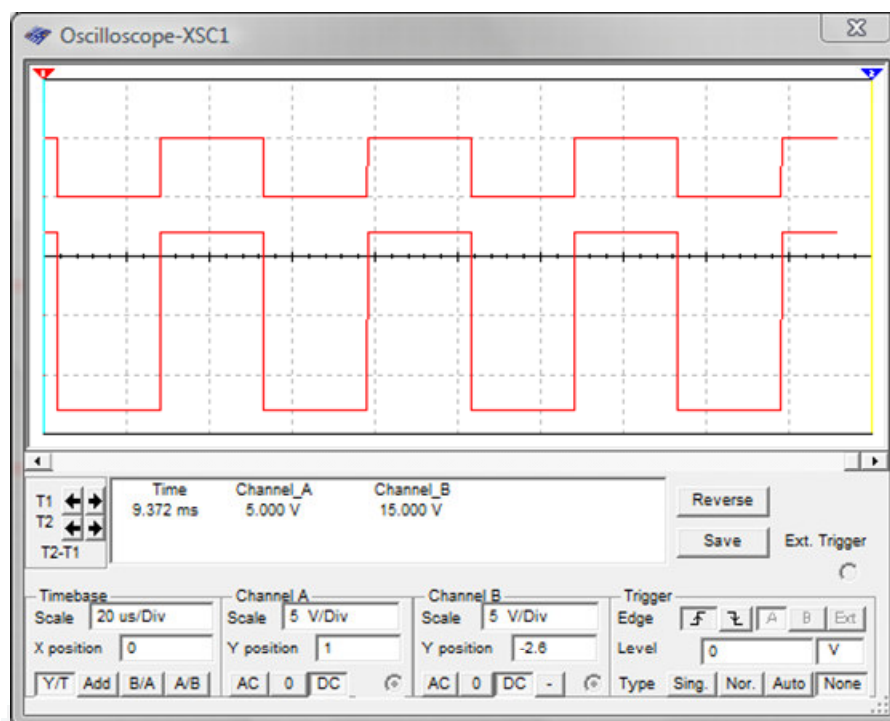 Oscilloscope-XSC1
1 2
Time Channel_A Channel_B
T1 9.372 ms 5.000 V 15.000 V
T2
T2-T1
Reverse
Save Ext. Trigger
Timebase Channel A Channel B Trigger
Scale 20 us/Div Scale 5 V/Div Scale 5 V/Div Edge A B Ext
X position 0 Y position 1 Y position -2.6 Level 0 V
Y/T Add B/A A/B AC 0 DC AC 0 DC - Type Sing. Nor. Auto None